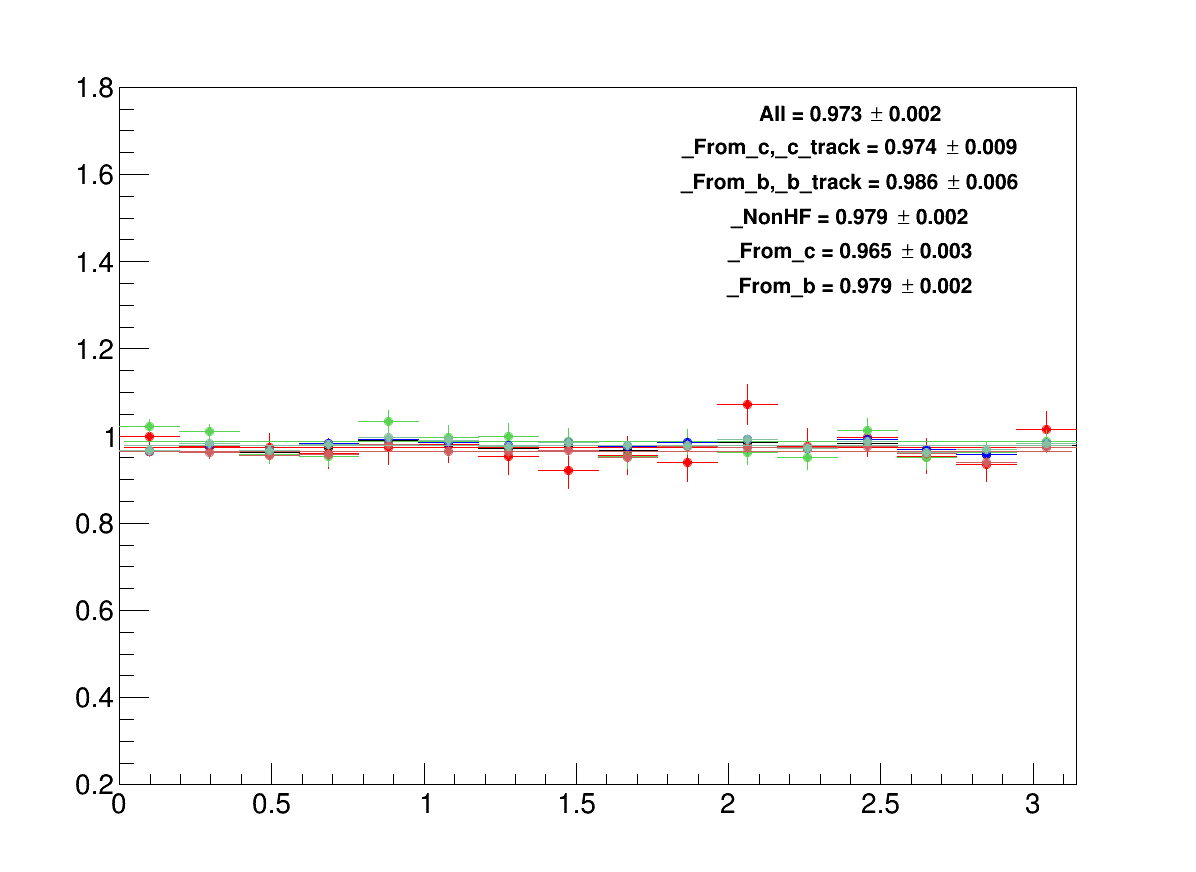 1.8
All = 0.973 ± 0.002
_From_c,_c_track = 0.974 ± 0.009
1.6
_From_b,_b_track = 0.986 ± 0.006
_NonHF = 0.979 ± 0.002
1.4
_From_c = 0.965 ± 0.003
_From_b = 0.979 ± 0.002
1.2
1
0.8
0.6
0.4
0.2
0 0.5 1 1.5 2 2.5 3